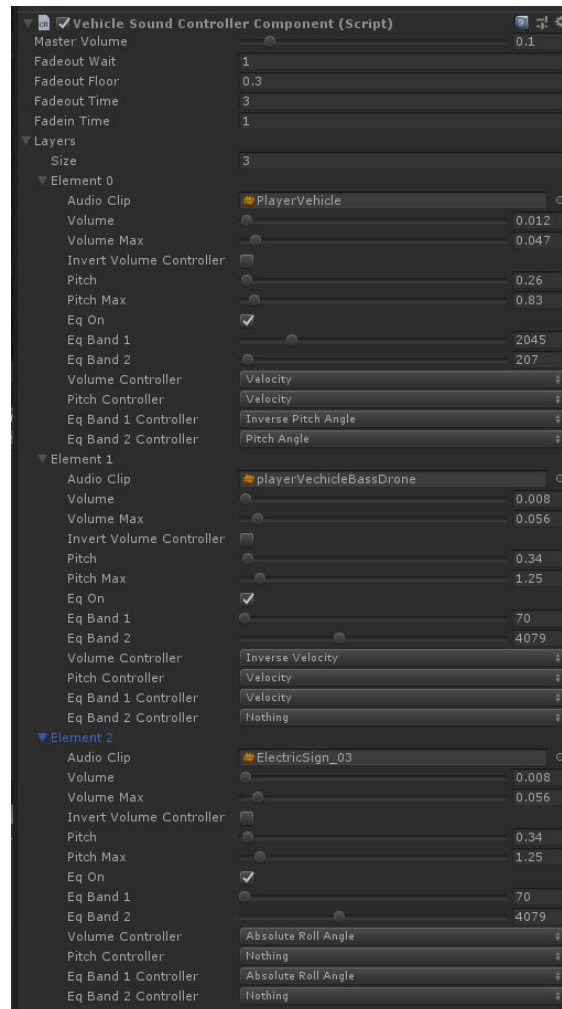 Vehicle Sound Controller Component (Script)
Master Volume 0.1
Fadeout Wait 1
Fadeout Floor 0.3
Fadeout Time 3
Fadein Time 1
Layers
Size 3
Element 0
Audio Clip PlayerVehicle
Volume 0.012
Volume Max 0.047
Invert Volume Controller
Pitch 0.26
Pitch Max 0.83
Eq On
Eq Band 1 2045
Eq Band 2 207
Volume Controller Velocity
Pitch Controller Velocity
Eq Band 1 Controller Inverse Pitch Angle
Eq Band 2 Controller Pitch Angle
Element 1
Audio Clip playerVechicleBassDrone
Volume 0.008
Volume Max 0.056
Invert Volume Controller
Pitch 0.34
Pitch Max 1.25
Eq On
Eq Band 1 70
Eq Band 2 4079
Volume Controller Inverse Velocity
Pitch Controller Velocity
Eq Band 1 Controller Velocity
Eq Band 2 Controller Nothing
Element 2
Audio Clip ElectricSign_03
Volume 0.008
Volume Max 0.056
Invert Volume Controller
Pitch 0.34
Pitch Max 1.25
Eq On
Eq Band 1 70
Eq Band 2 4079
Volume Controller Absolute Roll Angle
Pitch Controller Nothing
Eq Band 1 Controller Absolute Roll Angle
Eq Band 2 Controller Nothing